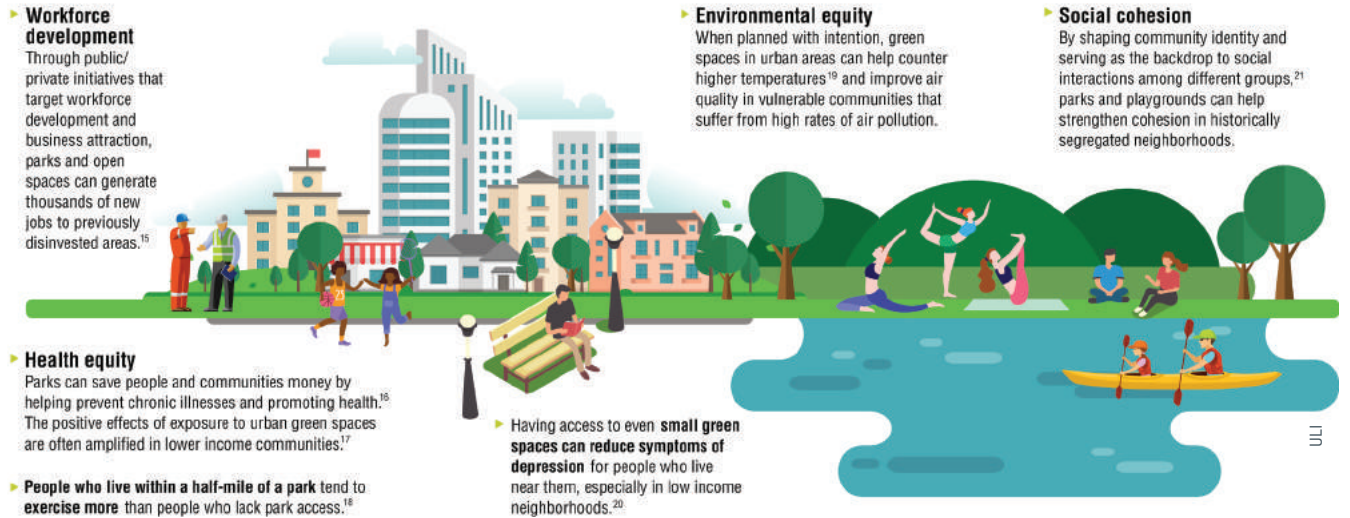 Workforce
development
Through public/
private initiatives that
target workforce
development and
business attraction,
parks and open
spaces can generate
thousands of new
jobs to previously
disinvested areas.15
Environmental equity
When planned with intention, green
spaces in urban areas can help counter
higher temperatures19 and improve air
quality in vulnerable communities that
suffer from high rates of air pollution.
Social cohesion
By shaping community identity and
serving as the backdrop to social
interactions among different groups,21
parks and playgrounds can help
strengthen cohesion in historically
segregated neighborhoods.
23
Health equity
Parks can save people and communities money by
helping prevent chronic illnesses and promoting health.16
The positive effects of exposure to urban green spaces
are often amplified in lower income communities.17
People who live within a half-mile of a park tend to
exercise more than people who lack park access.18
Having access to even small green
spaces can reduce symptoms of
depression for people who live
near them, especially in low income
neighborhoods.20
ULI